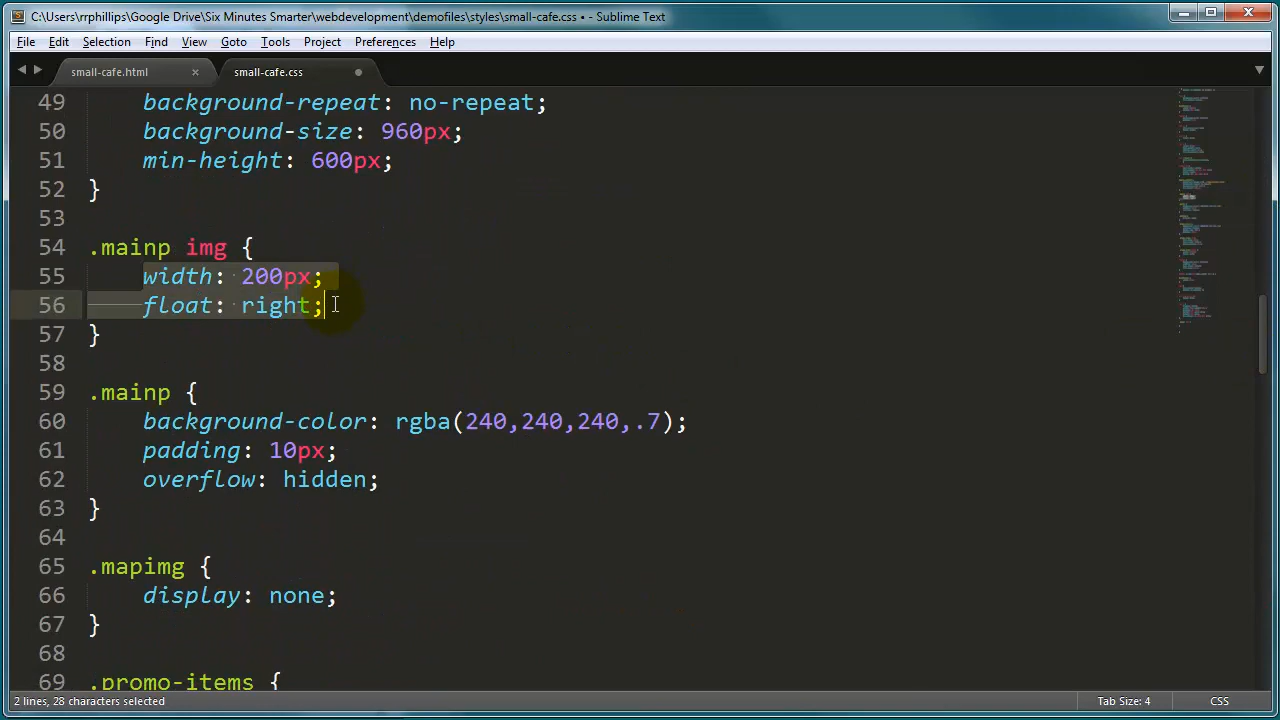 C:\Users\rrphillips\Google Drive\Six Minutes Smarter\webdevelopment\demofiles\styles\small-cafe.css • - Sublime Text
File Edit Selection Find View Goto Tools Project Preferences Help
small-cafe.html × small-cafe.css
49 background-repeat: no-repeat;
50 background-size: 960px;
51 min-height: 600px;
52 }
53
54 .mainp img {
55 width: 200px;
56 float: right;
57 }
58
59 .mainp {
60 background-color: rgba(240,240,240,.7);
61 padding: 10px;
62 overflow: hidden;
63 }
64
65 .mapimg {
66 display: none;
67 }
68
69 .promo-items {
2 lines, 28 characters selected Tab Size: 4 CSS